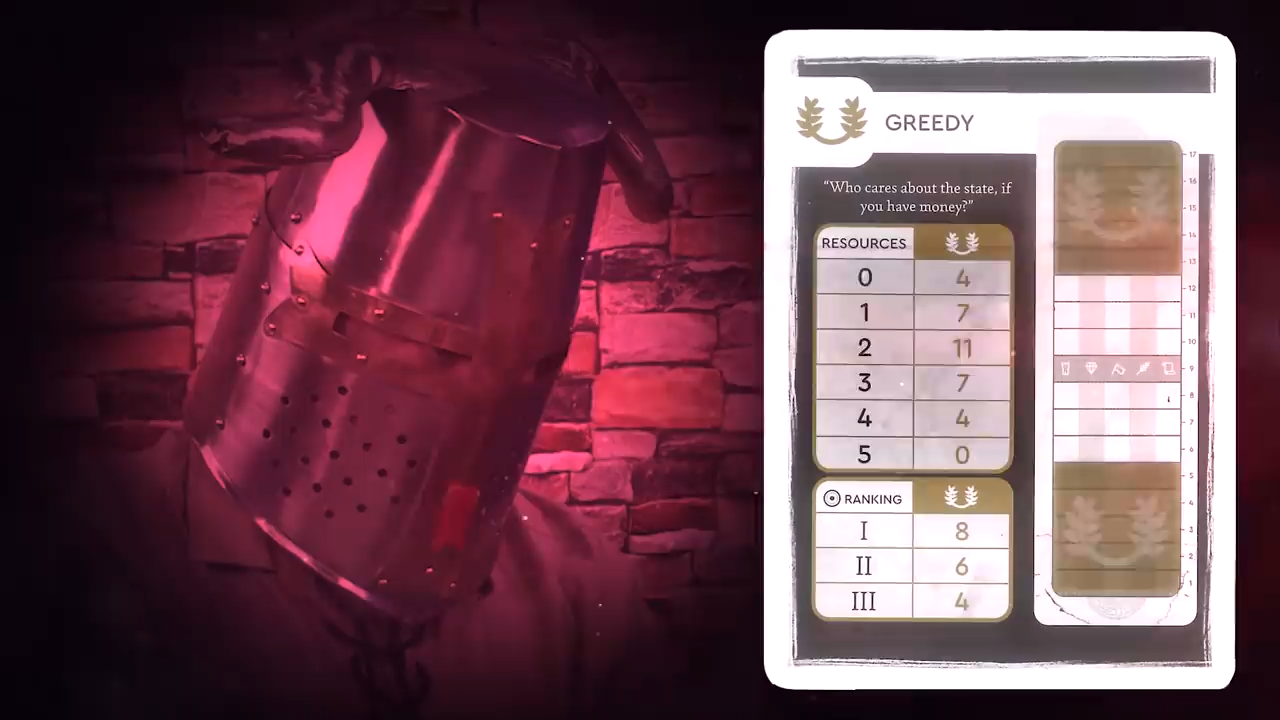 GREEDY
"Who cares about the state, if
you have money?"
RESOURCES
0 4
1 7
2 11
3 7
4 4
5 0
RANKING
I 8
II 6
III 4
17
16
15
14
13
12
11
10
9
8
7
6
5
4
3
2
1